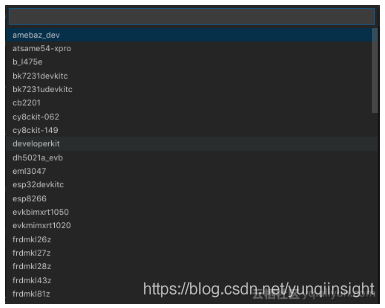 amebaz_dev
atsame54-xpro
b_l475e
bk7231devkitc
bk7231udevkitc
cb2201
cy8ckit-062
cy8ckit-149
developerkit
dh5021a_evb
eml3047
esp32devkitc
esp8266
evkbimxrt1050
evkmimxrt1020
frdmkl26z
frdmkl27z
frdmkl28z
frdmkl43z
frdmkl81z
https://blog.csdn.net/yunqiinsight